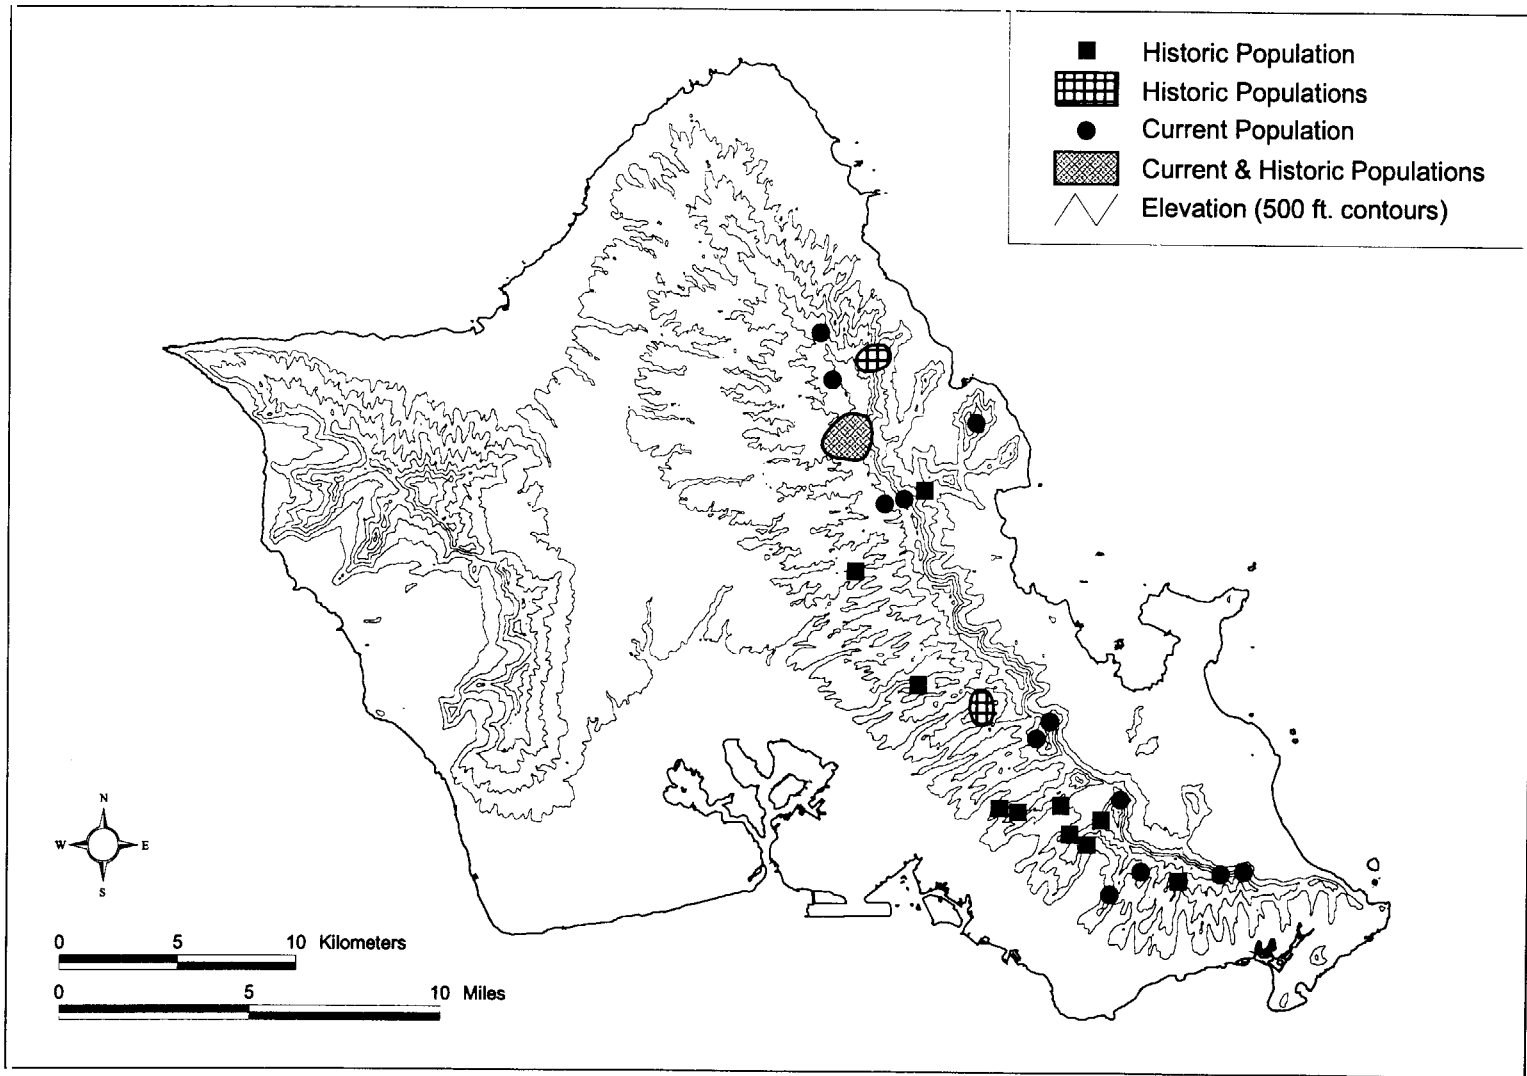 Historic Population
Historic Populations
Current Population
Current & Historic Populations
Elevation (500 ft. contours)
N
W E
S
0 5 10 Kilometers
0 5 10 Miles